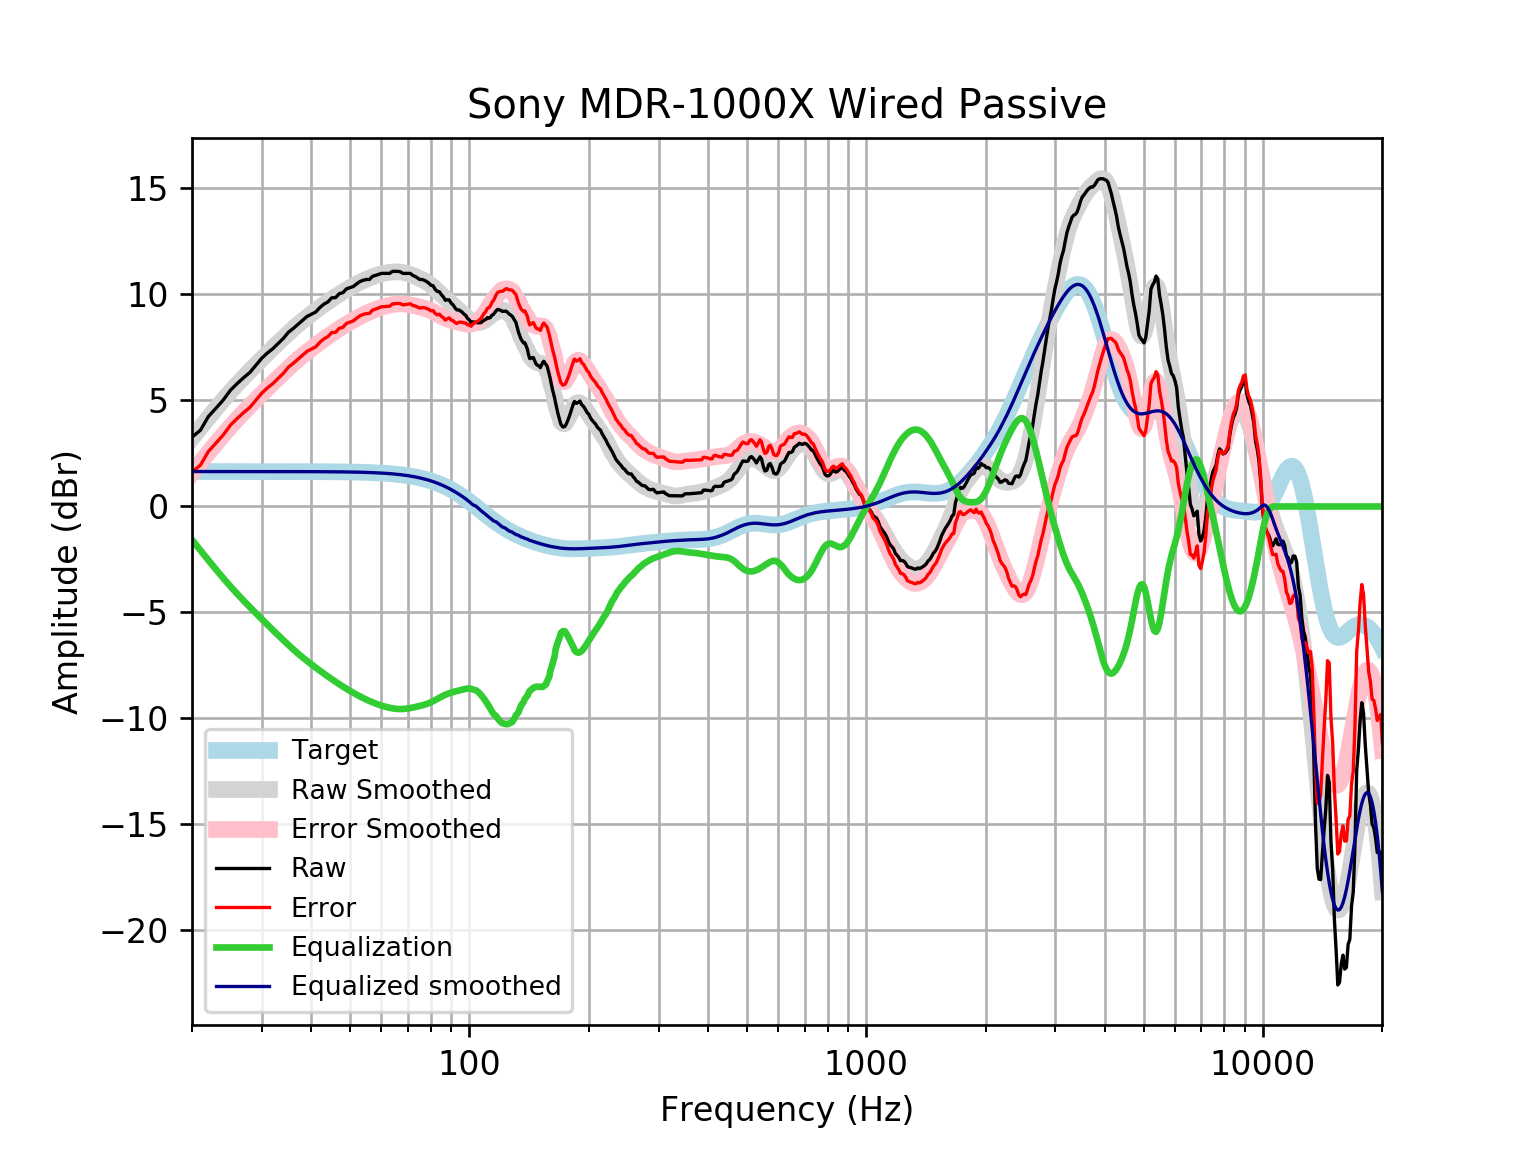 Sony MDR-1000X Wired Passive
Amplitude (dBr)
15
10
5
0
−5
−10
−15
−20
Target
Raw Smoothed
Error Smoothed
Raw
Error
Equalization
Equalized smoothed
100
1000
10000
Frequency (Hz)